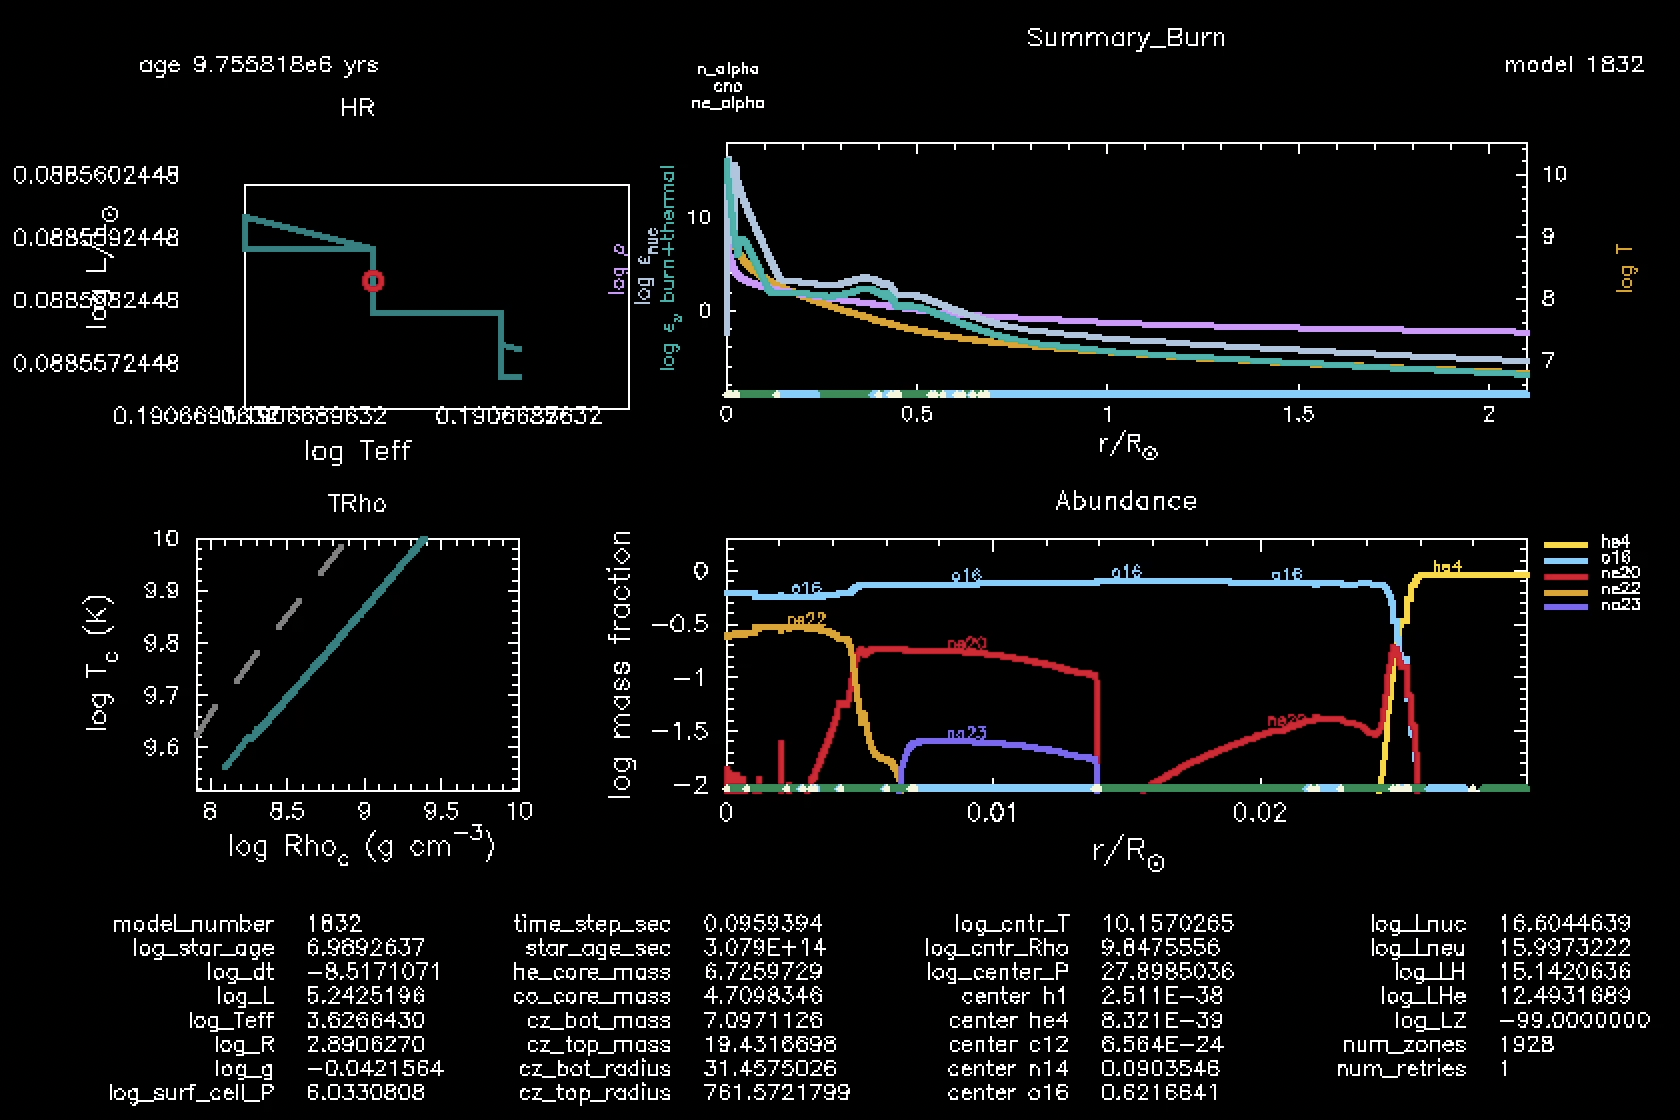 Summary_Burn
age 9.755818e6 yrs
model 1832
n_alpha
cno
ne_alpha
HR
0.0885602448
0.0885592448
0.0885582448
0.0885572448
log L/L☉
0.1906689632
log Teff
log ρ
log ε_nuc
log ε_ν burn+thermal
10
0
10
9
8
7
log T
0
0.5
1
1.5
2
r/R☉
TRho
10
9.9
9.8
9.7
9.6
log T_c (K)
8
8.5
9
9.5
10
log Rho_c (g cm^-3)
Abundance
0
-0.5
-1
-1.5
-2
log mass fraction
o16
o16
o16
o16
he4
ne22
ne20
na23
0
0.01
0.02
r/R☉
he4
o16
ne20
ne22
na23
model_number 1832 time_step_sec 0.0959394 log_cntr_T 10.1570265 log_Lnuc 16.6044639
log_star_age 6.9892637 star_age_sec 3.079E+14 log_cntr_Rho 9.8475556 log_Lneu 15.9973222
log_dt -8.5171071 he_core_mass 6.7259729 log_center_P 27.8985036 log_LH 15.1420636
log_L 5.2425196 co_core_mass 4.7098346 center h1 2.511E-38 log_LHe 12.4931689
log_Teff 3.6266430 cz_bot_mass 7.0971126 center he4 8.321E-39 log_LZ -99.0000000
log_R 2.8906270 cz_top_mass 19.4316698 center c12 6.564E-24 num_zones 1928
log_g -0.0421564 cz_bot_radius 31.4575026 center n14 0.0903546 num_retries 1
log_surf_cell_P 6.0330808 cz_top_radius 761.5721799 center o16 0.6216641